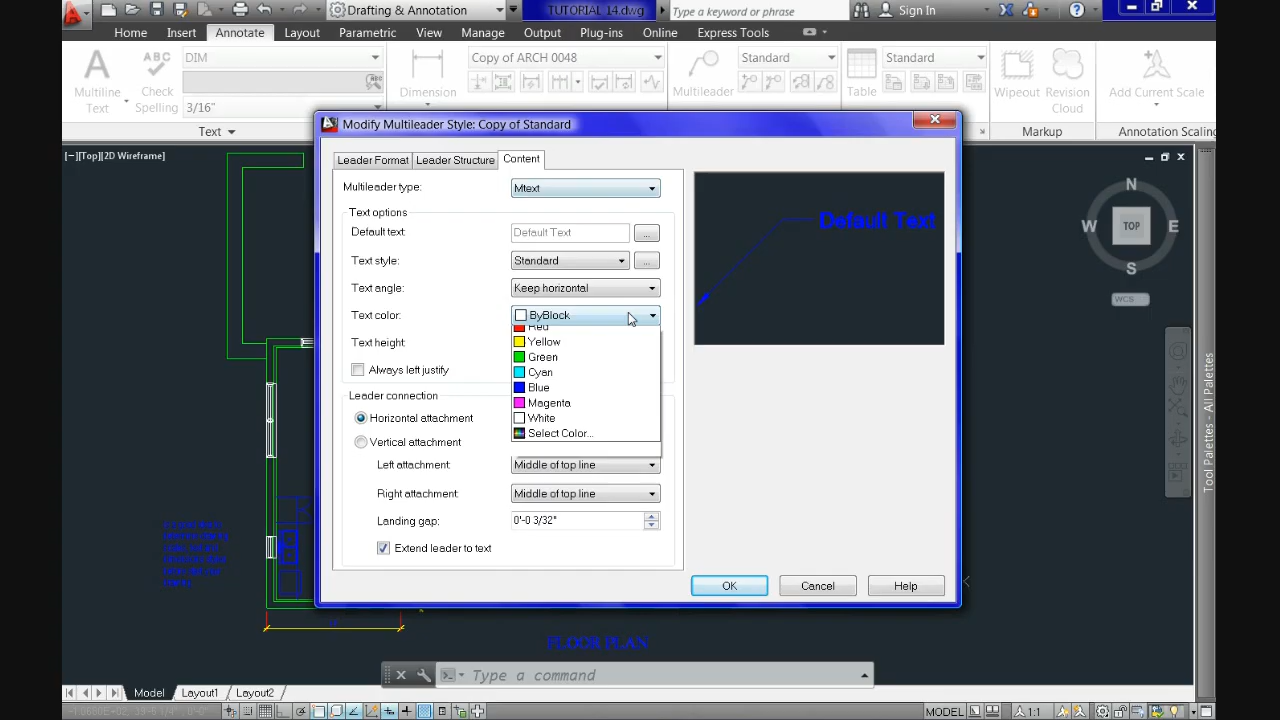 Drafting & Annotation
TUTORIAL 14.dwg
Type a keyword or phrase
Sign In
Home
Insert
Annotate
Layout
Parametric
View
Manage
Output
Plug-ins
Online
Express Tools
DIM
Copy of ARCH 0048
Standard
Standard
A
ABC
Multiline
Text
Check
Spelling
3/16"
Dimension
Multileader
Table
Wipeout
Revision
Cloud
Add Current Scale
Text
Markup
Annotation Scaling
[−][Top][2D Wireframe]
Modify Multileader Style: Copy of Standard
Leader Format
Leader Structure
Content
Multileader type:
Mtext
Text options
Default text:
Default Text
...
Text style:
Standard
...
Text angle:
Keep horizontal
Text color:
ByBlock
Red
Text height:
Yellow
Green
Always left justify
Cyan
Blue
Leader connection
Magenta
Horizontal attachment
White
Select Color...
Vertical attachment
Left attachment:
Middle of top line
Right attachment:
Middle of top line
Landing gap:
0'-0 3/32"
Extend leader to text
Default Text
OK
Cancel
Help
N
W
TOP
E
S
WCS
Tool Palettes - All Palettes
FLOOR PLAN
Type a command
Model
Layout1
Layout2
MODEL
1:1